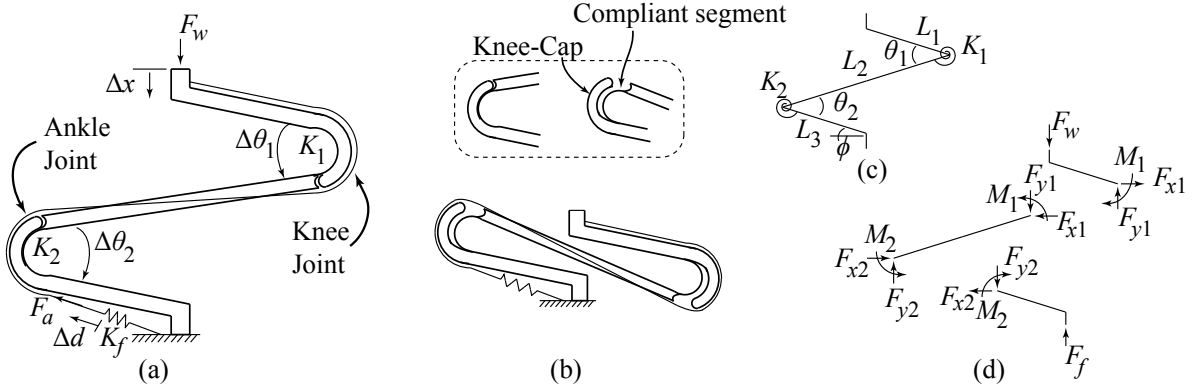 F_w
Δx
Ankle
Joint
Δθ_1
K_1
K_2
Δθ_2
Knee
Joint
F_a
Δd
K_f
(a)
Compliant segment
Knee-Cap
(b)
L_1
K_1
θ_1
L_2
K_2
θ_2
L_3
ϕ
(c)
F_w
M_1
F_x1
F_y1
F_y1
M_1
F_x1
M_2
F_x2
F_y2
F_y2
F_x2
M_2
F_f
(d)